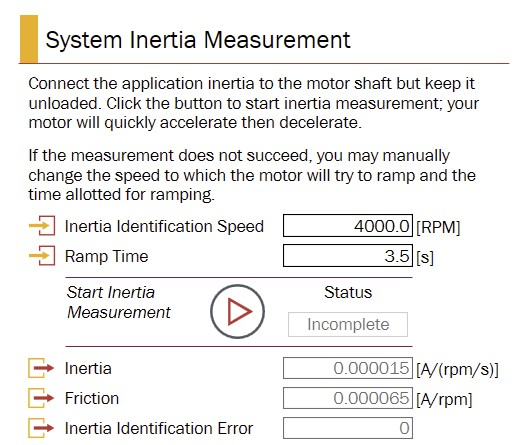 System Inertia Measurement
Connect the application inertia to the motor shaft but keep it
unloaded. Click the button to start inertia measurement; your
motor will quickly accelerate then decelerate.
If the measurement does not succeed, you may manually
change the speed to which the motor will try to ramp and the
time allotted for ramping.
Inertia Identification Speed 4000.0 [RPM]
Ramp Time 3.5 [s]
Start Inertia
Measurement
Status
Incomplete
Inertia 0.000015 [A/(rpm/s)]
Friction 0.000065 [A/rpm]
Inertia Identification Error 0